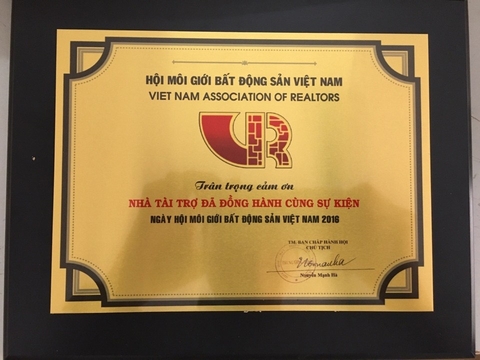 HỘI MÔI GIỚI BẤT ĐỘNG SẢN VIỆT NAM
VIET NAM ASSOCIATION OF REALTORS
VR
Trân trọng cảm ơn
NHÀ TÀI TRỢ ĐÃ ĐỒNG HÀNH CÙNG SỰ KIỆN
NGÀY HỘI MÔI GIỚI BẤT ĐỘNG SẢN VIỆT NAM 2016
TM. BAN CHẤP HÀNH HỘI
CHỦ TỊCH
Nguyễn Mạnh Hà